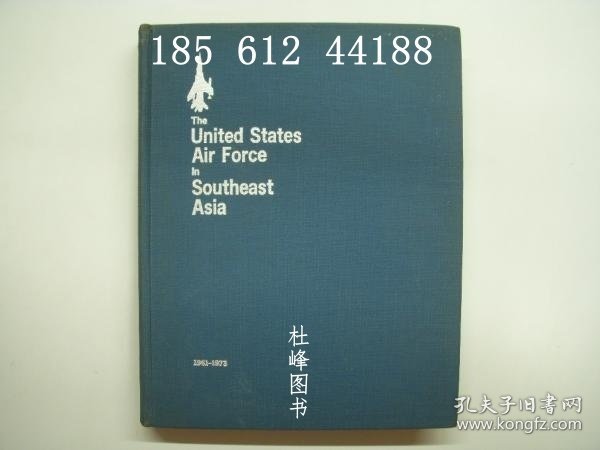 185 612 44188
The
United States
Air Force
In
Southeast
Asia
1961-1973
杜峰图书
孔夫子旧书网
www.kongfz.com